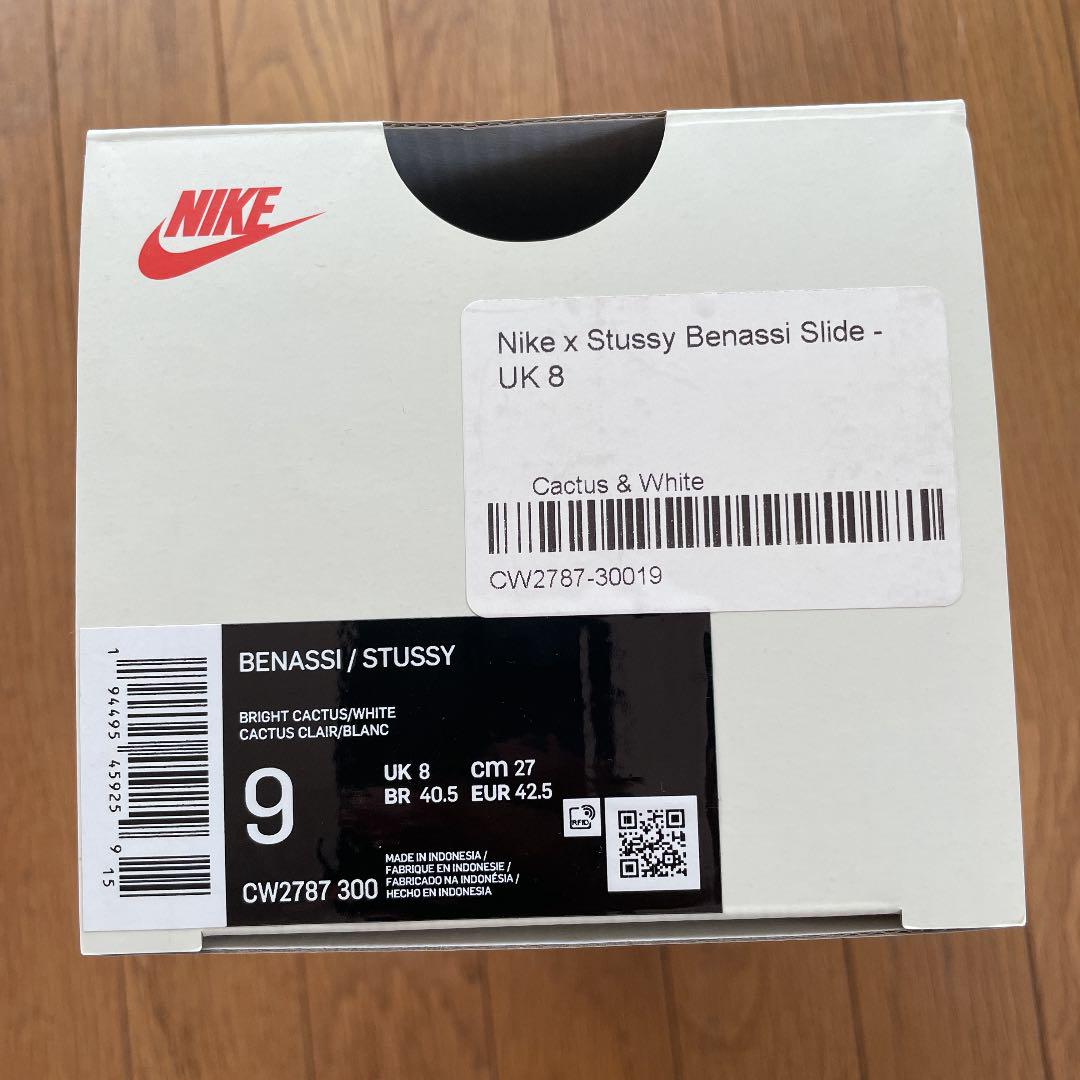 NIKE
Nike x Stussy Benassi Slide -
UK 8
Cactus & White
CW2787-30019
BENASSI / STUSSY
BRIGHT CACTUS/WHITE
CACTUS CLAIR/BLANC
9
UK 8 cm 27
BR 40.5 EUR 42.5
RFID
CW2787 300
MADE IN INDONESIA /
FABRIQUE EN INDONESIE /
FABRICADO NA INDONÉSIA /
HECHO EN INDONESIA
1 94495 45925 9 15